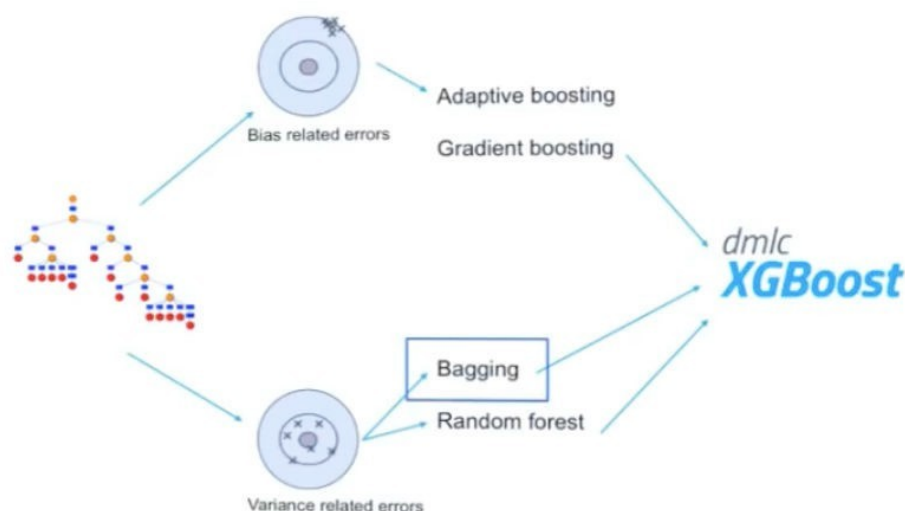 Bias related errors
Adaptive boosting
Gradient boosting
dmlc
XGBoost
Bagging
Random forest
Variance related errors